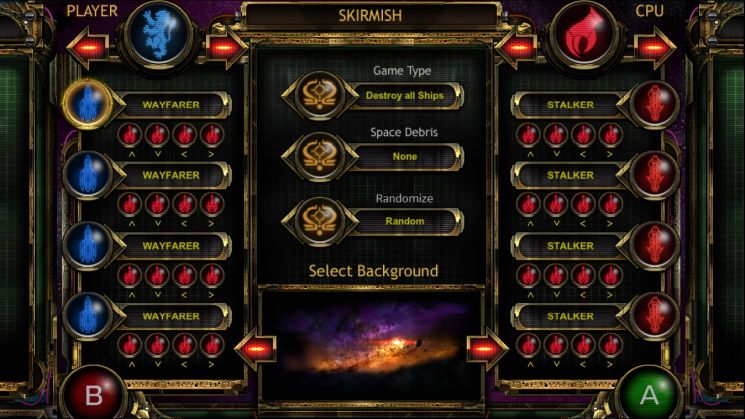 PLAYER
SKIRMISH
CPU
Game Type
Destroy all Ships
WAYFARER
STALKER
^ v < >
^ v < >
Space Debris
None
WAYFARER
STALKER
^ v < >
^ v < >
Randomize
Random
WAYFARER
STALKER
^ v < >
^ v < >
Select Background
WAYFARER
STALKER
^ v < >
^ v < >
B
A